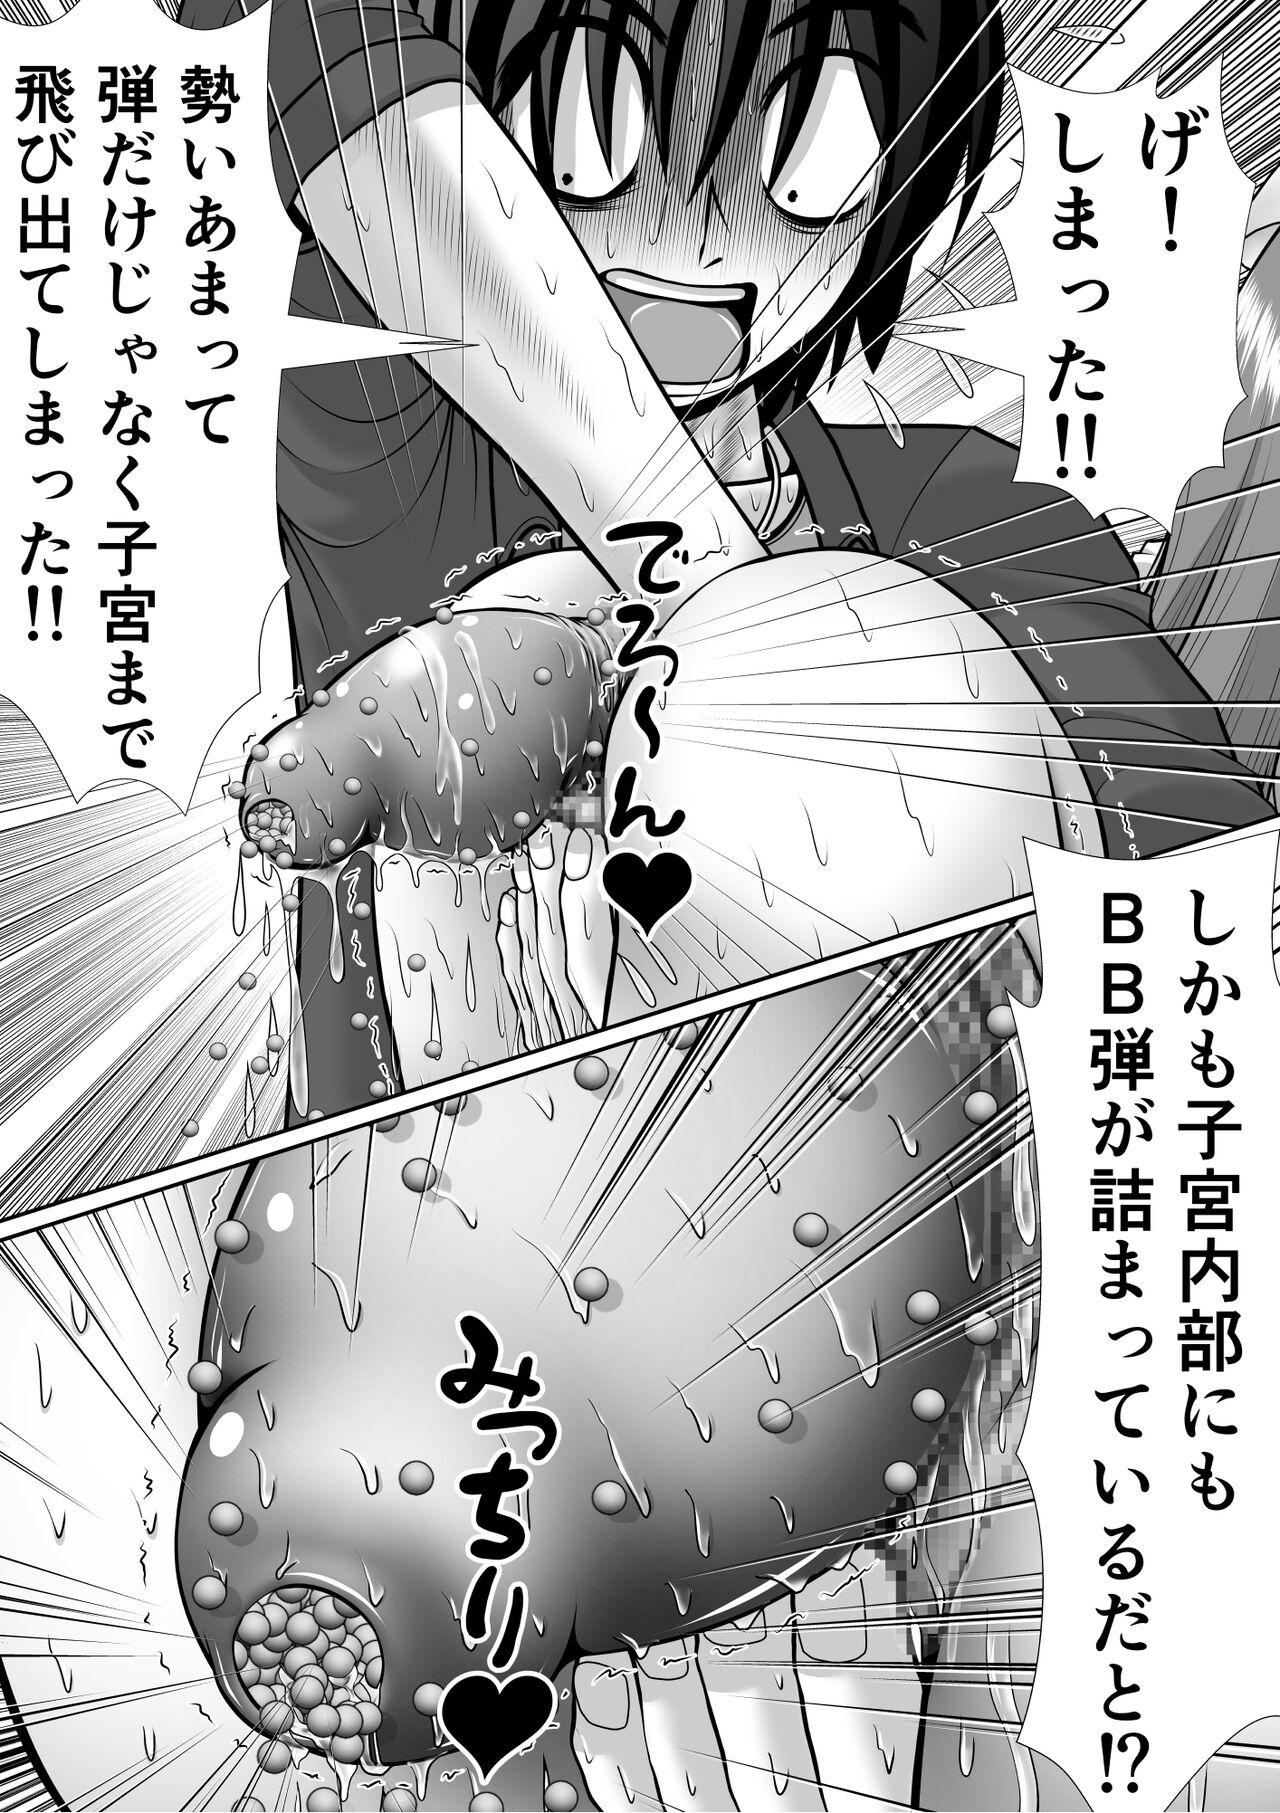 げ！
しまった!!
勢いあまって
弾だけじゃなく子宮まで
飛び出てしまった!!
でろ～ん♥
しかも子宮内部にも
ＢＢ弾が詰まっているだと!?
みっちり♥